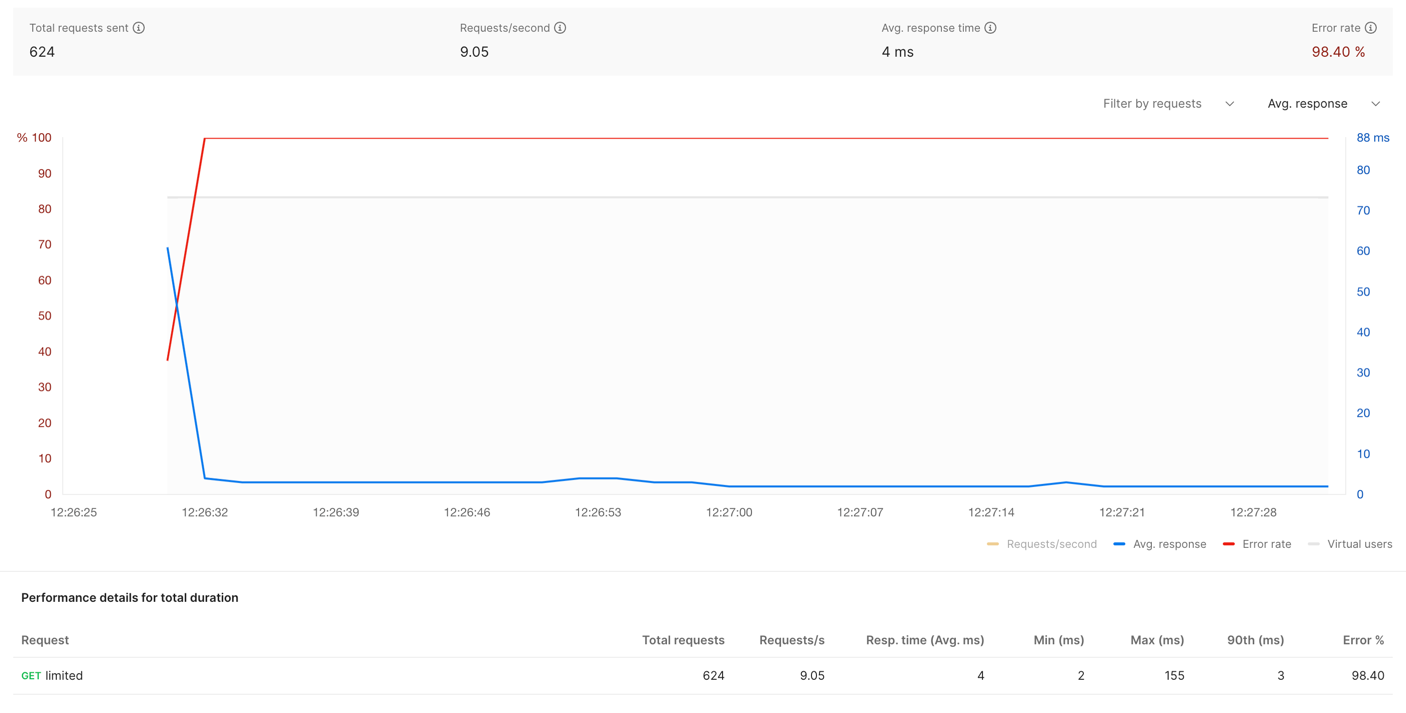 Total requests sent Requests/second Avg. response time Error rate
624 9.05 4 ms 98.40 %
Filter by requests Avg. response
% 100 88 ms
90 80
80 70
70 60
60 50
50 40
40 30
30 20
20 10
10
0 0
12:26:25 12:26:32 12:26:39 12:26:46 12:26:53 12:27:00 12:27:07 12:27:14 12:27:21 12:27:28
Requests/second Avg. response Error rate Virtual users
Performance details for total duration
Request Total requests Requests/s Resp. time (Avg. ms) Min (ms) Max (ms) 90th (ms) Error %
GET limited 624 9.05 4 2 155 3 98.40